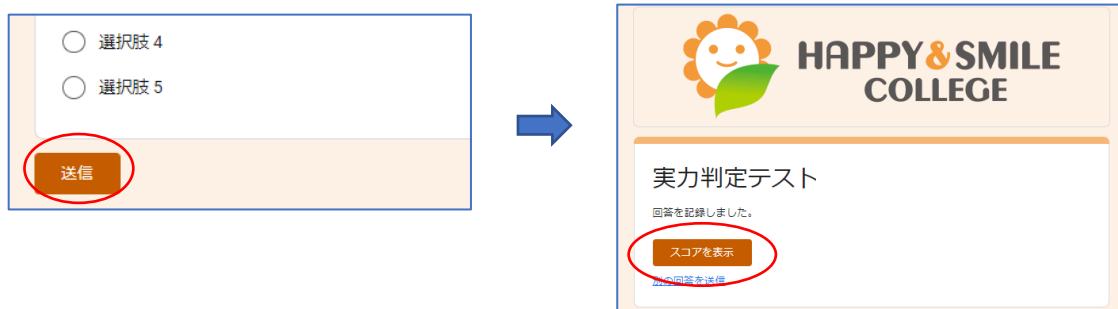 選択肢 4
選択肢 5
送信
HAPPY&SMILE
COLLEGE
実力判定テスト
回答を記録しました。
スコアを表示
別の回答を送信